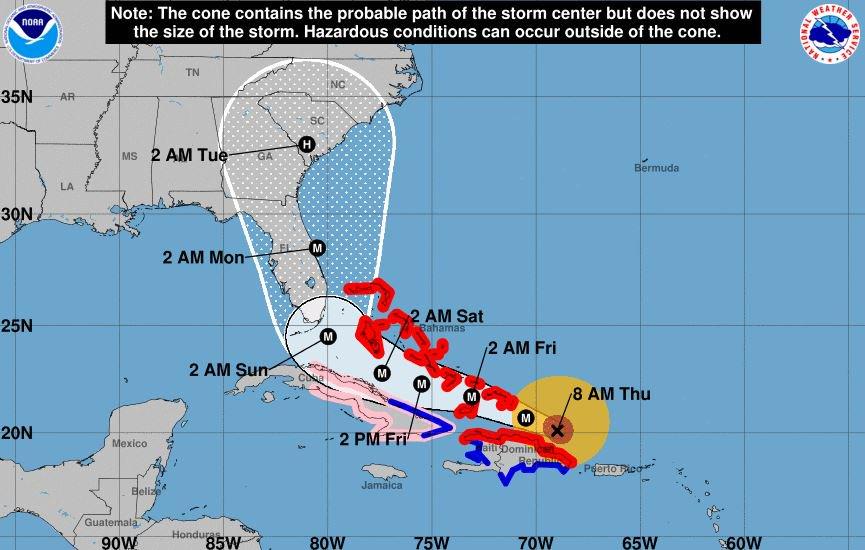 Note: The cone contains the probable path of the storm center but does not show
the size of the storm. Hazardous conditions can occur outside of the cone.
NOAA
NATIONAL WEATHER SERVICE
TN
NC
35N
AR
SC
2 AM Tue
H
MS
GA
Bermuda
LA
30N
FL
M
2 AM Mon
25N
2 AM Sat
Bahamas
M
2 AM Fri
2 AM Sun
M
Cuba
M
M
8 AM Thu
M
20N
2 PM Fri
Mexico
Haiti
Dominican
Republic
Puerto Rico
Jamaica
Belize
Guatemala
Honduras
90W
85W
80W
75W
70W
65W
60W